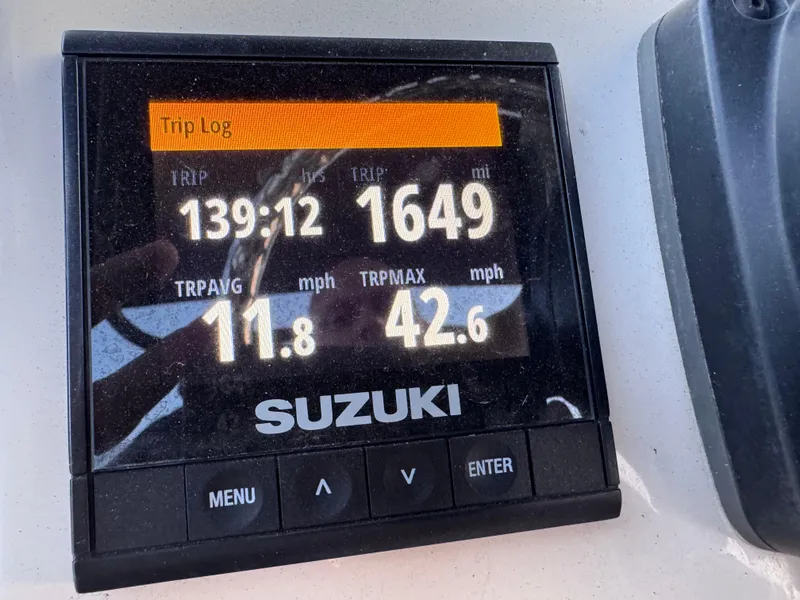 Trip Log
TRIP hrs TRIP mi
139:12 1649
TRPAVG mph TRPMAX mph
11.8 42.6
SUZUKI
MENU ∧ ∨ ENTER